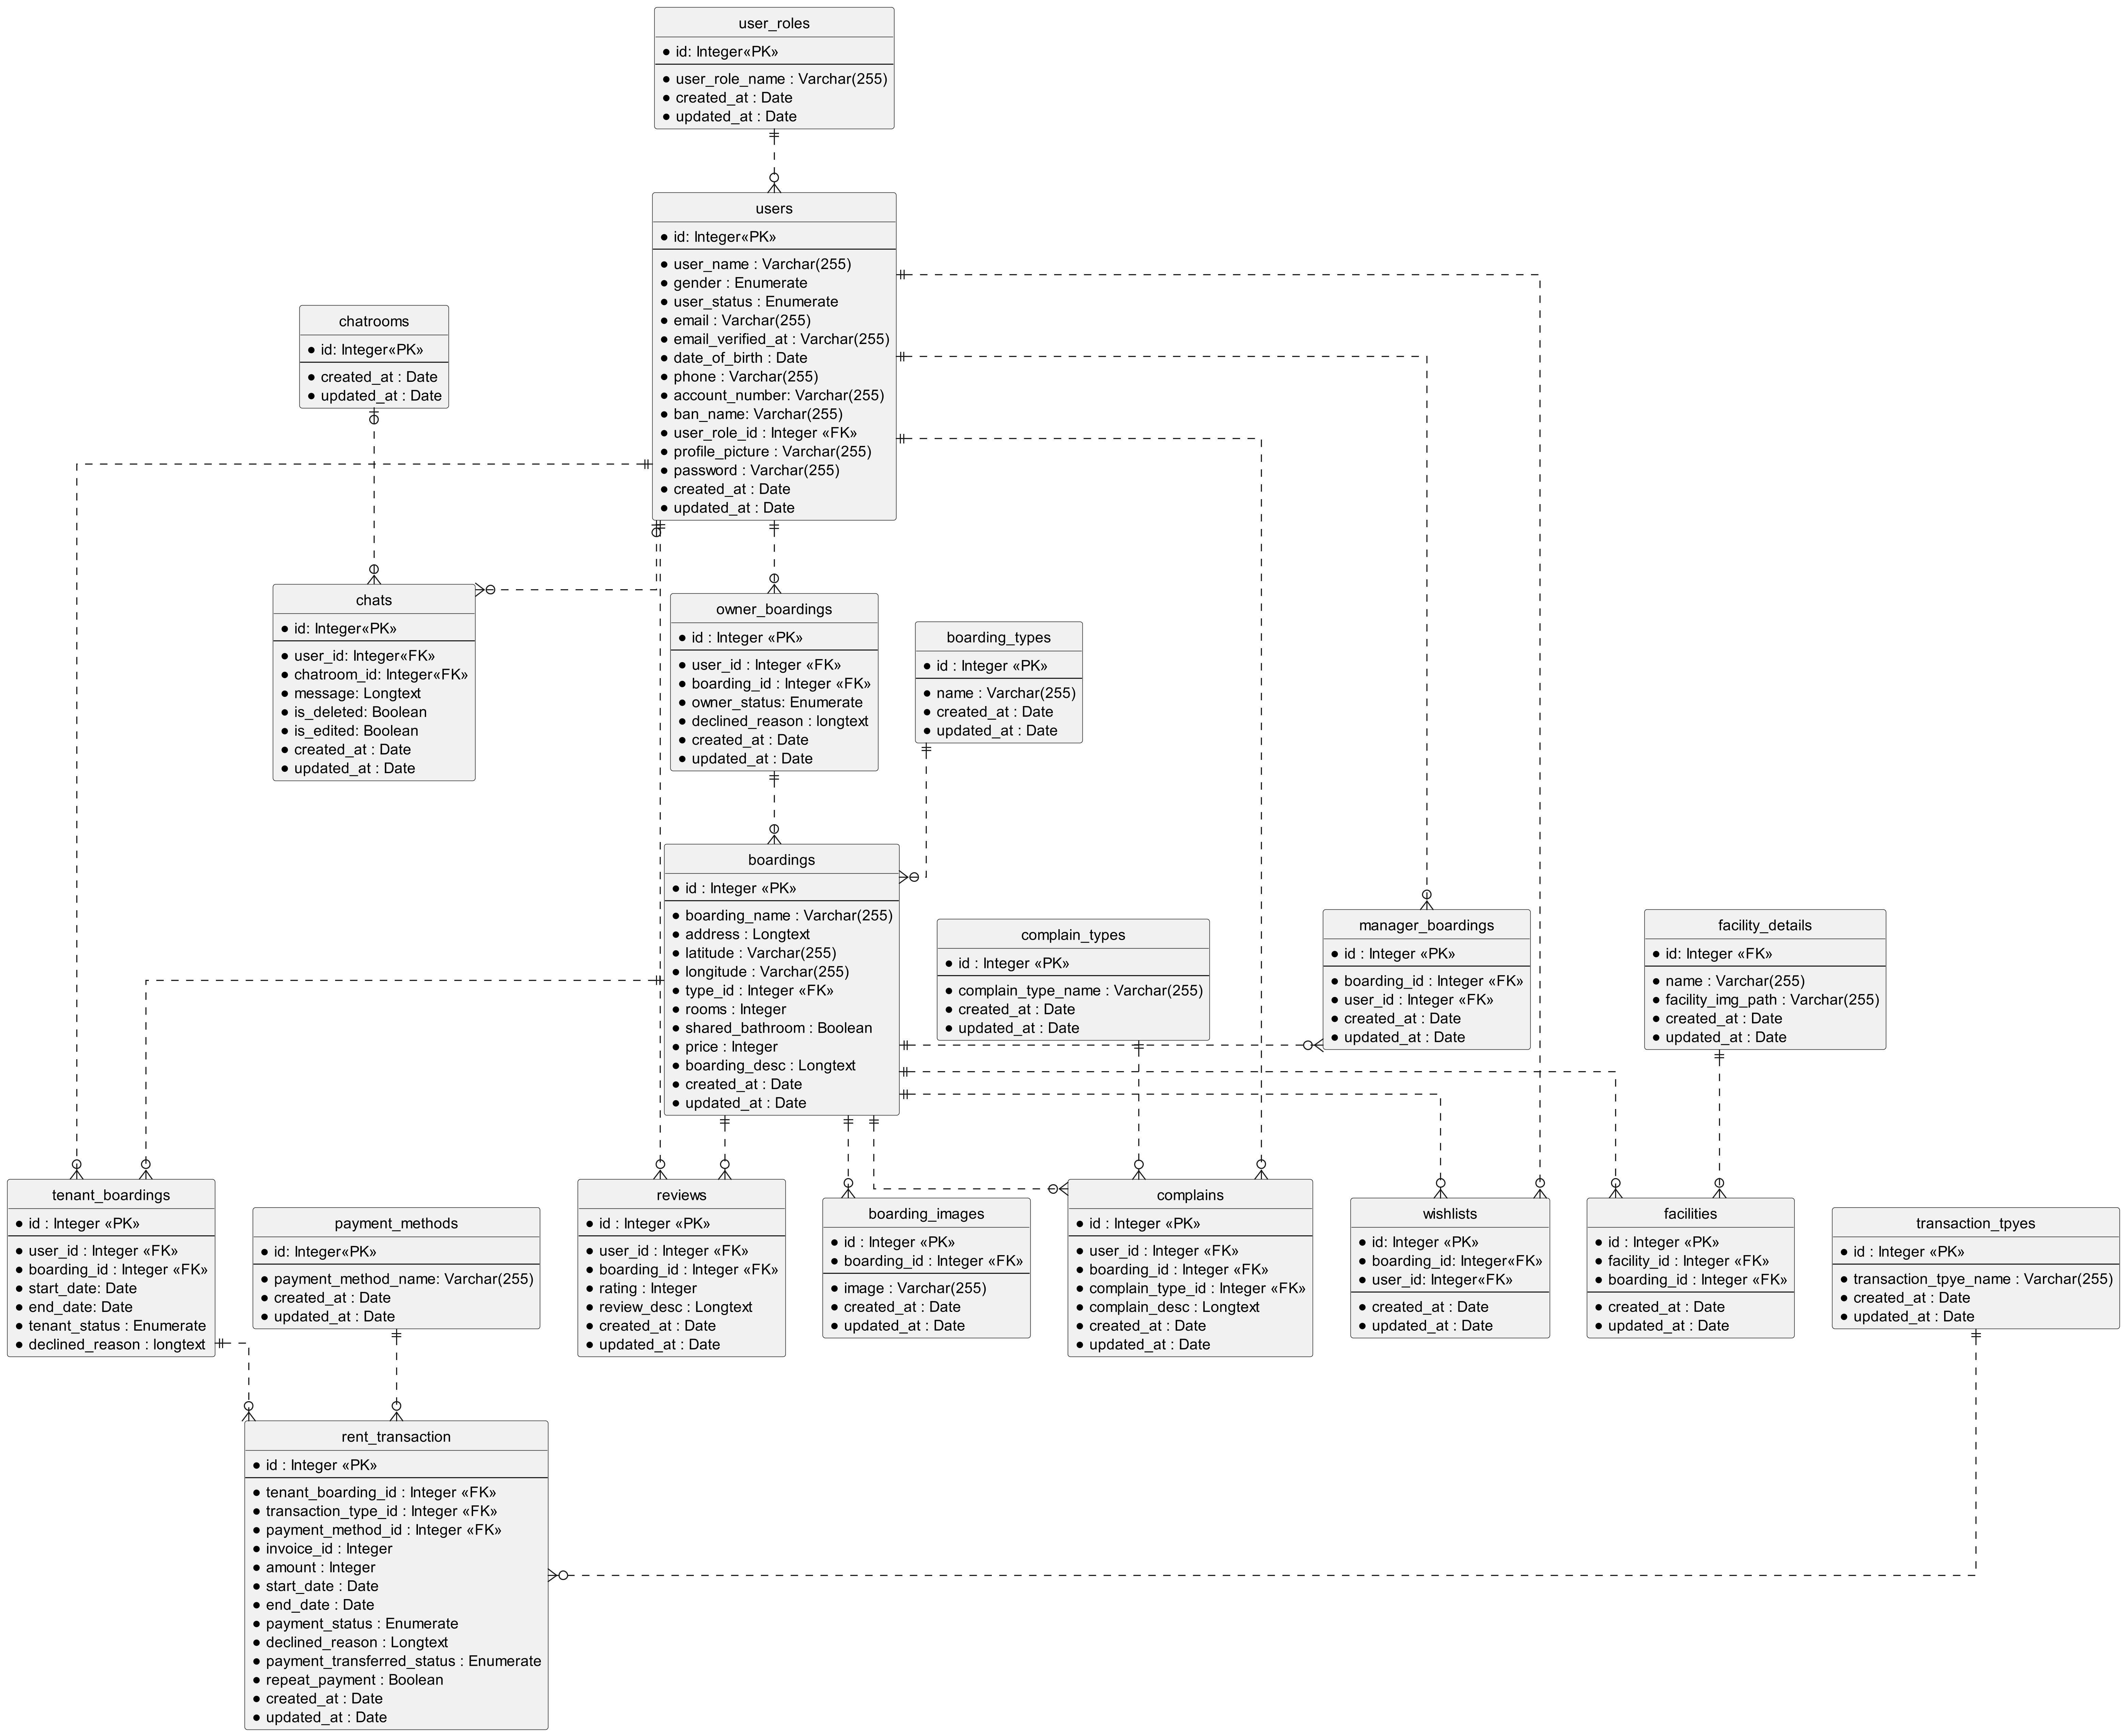 user_roles
id: Integer«PK»
user_role_name : Varchar(255)
created_at : Date
updated_at : Date
users
id: Integer«PK»
user_name : Varchar(255)
gender : Enumerate
user_status : Enumerate
email : Varchar(255)
email_verified_at : Varchar(255)
date_of_birth : Date
phone : Varchar(255)
account_number: Varchar(255)
ban_name: Varchar(255)
user_role_id : Integer «FK»
profile_picture : Varchar(255)
password : Varchar(255)
created_at : Date
updated_at : Date
chatrooms
id: Integer«PK»
created_at : Date
updated_at : Date
chats
id: Integer«PK»
user_id: Integer«FK»
chatroom_id: Integer«FK»
message: Longtext
is_deleted: Boolean
is_edited: Boolean
created_at : Date
updated_at : Date
owner_boardings
id : Integer «PK»
user_id : Integer «FK»
boarding_id : Integer «FK»
owner_status: Enumerate
declined_reason : longtext
created_at : Date
updated_at : Date
boarding_types
id : Integer «PK»
name : Varchar(255)
created_at : Date
updated_at : Date
boardings
id : Integer «PK»
boarding_name : Varchar(255)
address : Longtext
latitude : Varchar(255)
longitude : Varchar(255)
type_id : Integer «FK»
rooms : Integer
shared_bathroom : Boolean
price : Integer
boarding_desc : Longtext
created_at : Date
updated_at : Date
complain_types
id : Integer «PK»
complain_type_name : Varchar(255)
created_at : Date
updated_at : Date
manager_boardings
id : Integer «PK»
boarding_id : Integer «FK»
user_id : Integer «FK»
created_at : Date
updated_at : Date
facility_details
id: Integer «FK»
name : Varchar(255)
facility_img_path : Varchar(255)
created_at : Date
updated_at : Date
tenant_boardings
id : Integer «PK»
user_id : Integer «FK»
boarding_id : Integer «FK»
start_date: Date
end_date: Date
tenant_status : Enumerate
declined_reason : longtext
payment_methods
id: Integer«PK»
payment_method_name: Varchar(255)
created_at : Date
updated_at : Date
reviews
id : Integer «PK»
user_id : Integer «FK»
boarding_id : Integer «FK»
rating : Integer
review_desc : Longtext
created_at : Date
updated_at : Date
boarding_images
id : Integer «PK»
boarding_id : Integer «FK»
image : Varchar(255)
created_at : Date
updated_at : Date
complains
id : Integer «PK»
user_id : Integer «FK»
boarding_id : Integer «FK»
complain_type_id : Integer «FK»
complain_desc : Longtext
created_at : Date
updated_at : Date
wishlists
id: Integer «PK»
boarding_id: Integer«FK»
user_id: Integer«FK»
created_at : Date
updated_at : Date
facilities
id : Integer «PK»
facility_id : Integer «FK»
boarding_id : Integer «FK»
created_at : Date
updated_at : Date
transaction_tpyes
id : Integer «PK»
transaction_tpye_name : Varchar(255)
created_at : Date
updated_at : Date
rent_transaction
id : Integer «PK»
tenant_boarding_id : Integer «FK»
transaction_type_id : Integer «FK»
payment_method_id : Integer «FK»
invoice_id : Integer
amount : Integer
start_date : Date
end_date : Date
payment_status : Enumerate
declined_reason : Longtext
payment_transferred_status : Enumerate
repeat_payment : Boolean
created_at : Date
updated_at : Date